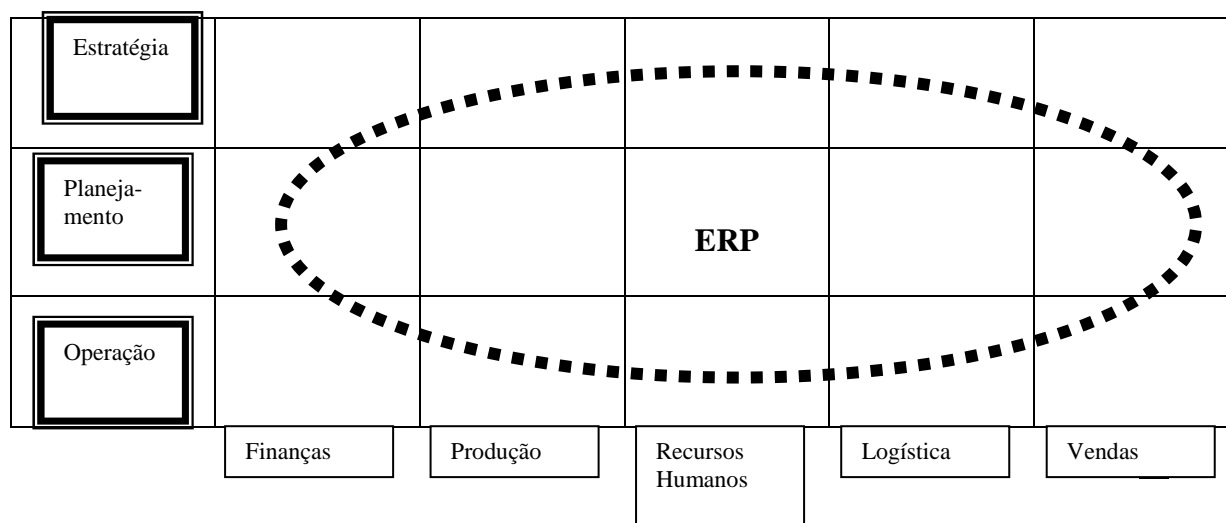 Estratégia
Planeja-
mento
ERP
Operação
Finanças
Produção
Recursos
Humanos
Logística
Vendas